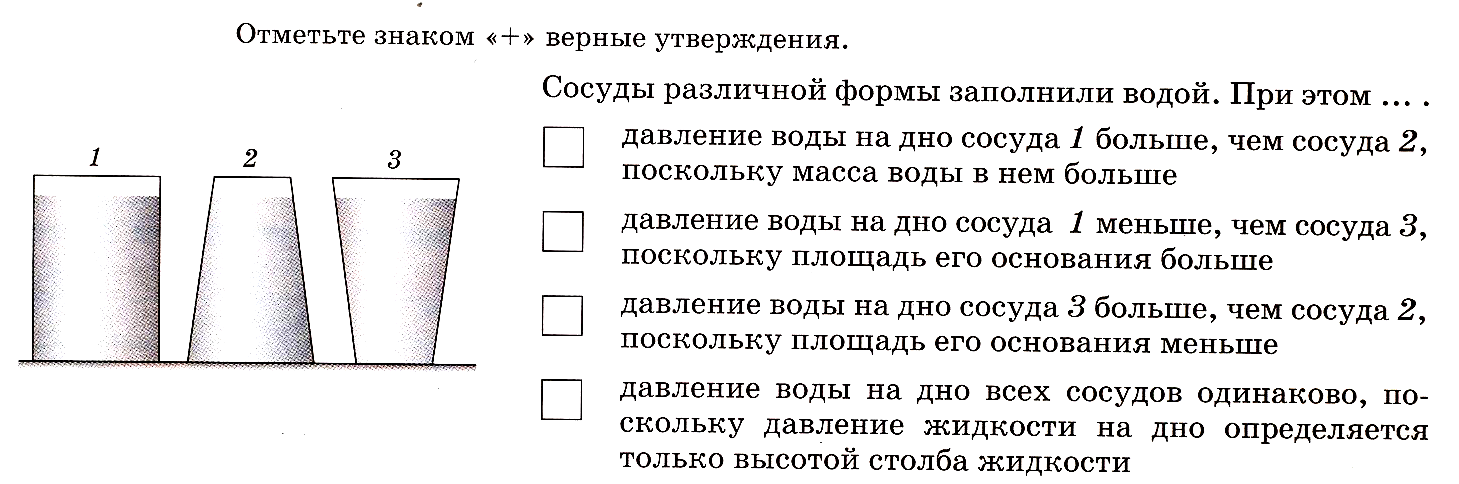 Отметьте знаком «+» верные утверждения.
Сосуды различной формы заполнили водой. При этом ... .
1 2 3
давление воды на дно сосуда 1 больше, чем сосуда 2,
поскольку масса воды в нем больше
давление воды на дно сосуда 1 меньше, чем сосуда 3,
поскольку площадь его основания больше
давление воды на дно сосуда 3 больше, чем сосуда 2,
поскольку площадь его основания меньше
давление воды на дно всех сосудов одинаково, по-
скольку давление жидкости на дно определяется
только высотой столба жидкости